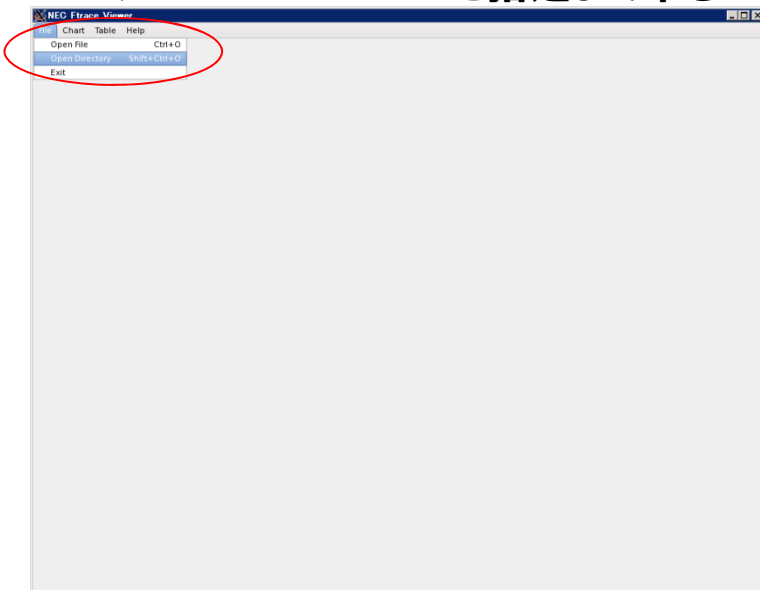 NEC Ftrace Viewer
File Chart Table Help
Open File Ctrl+O
Open Directory Shift+Ctrl+O
Exit